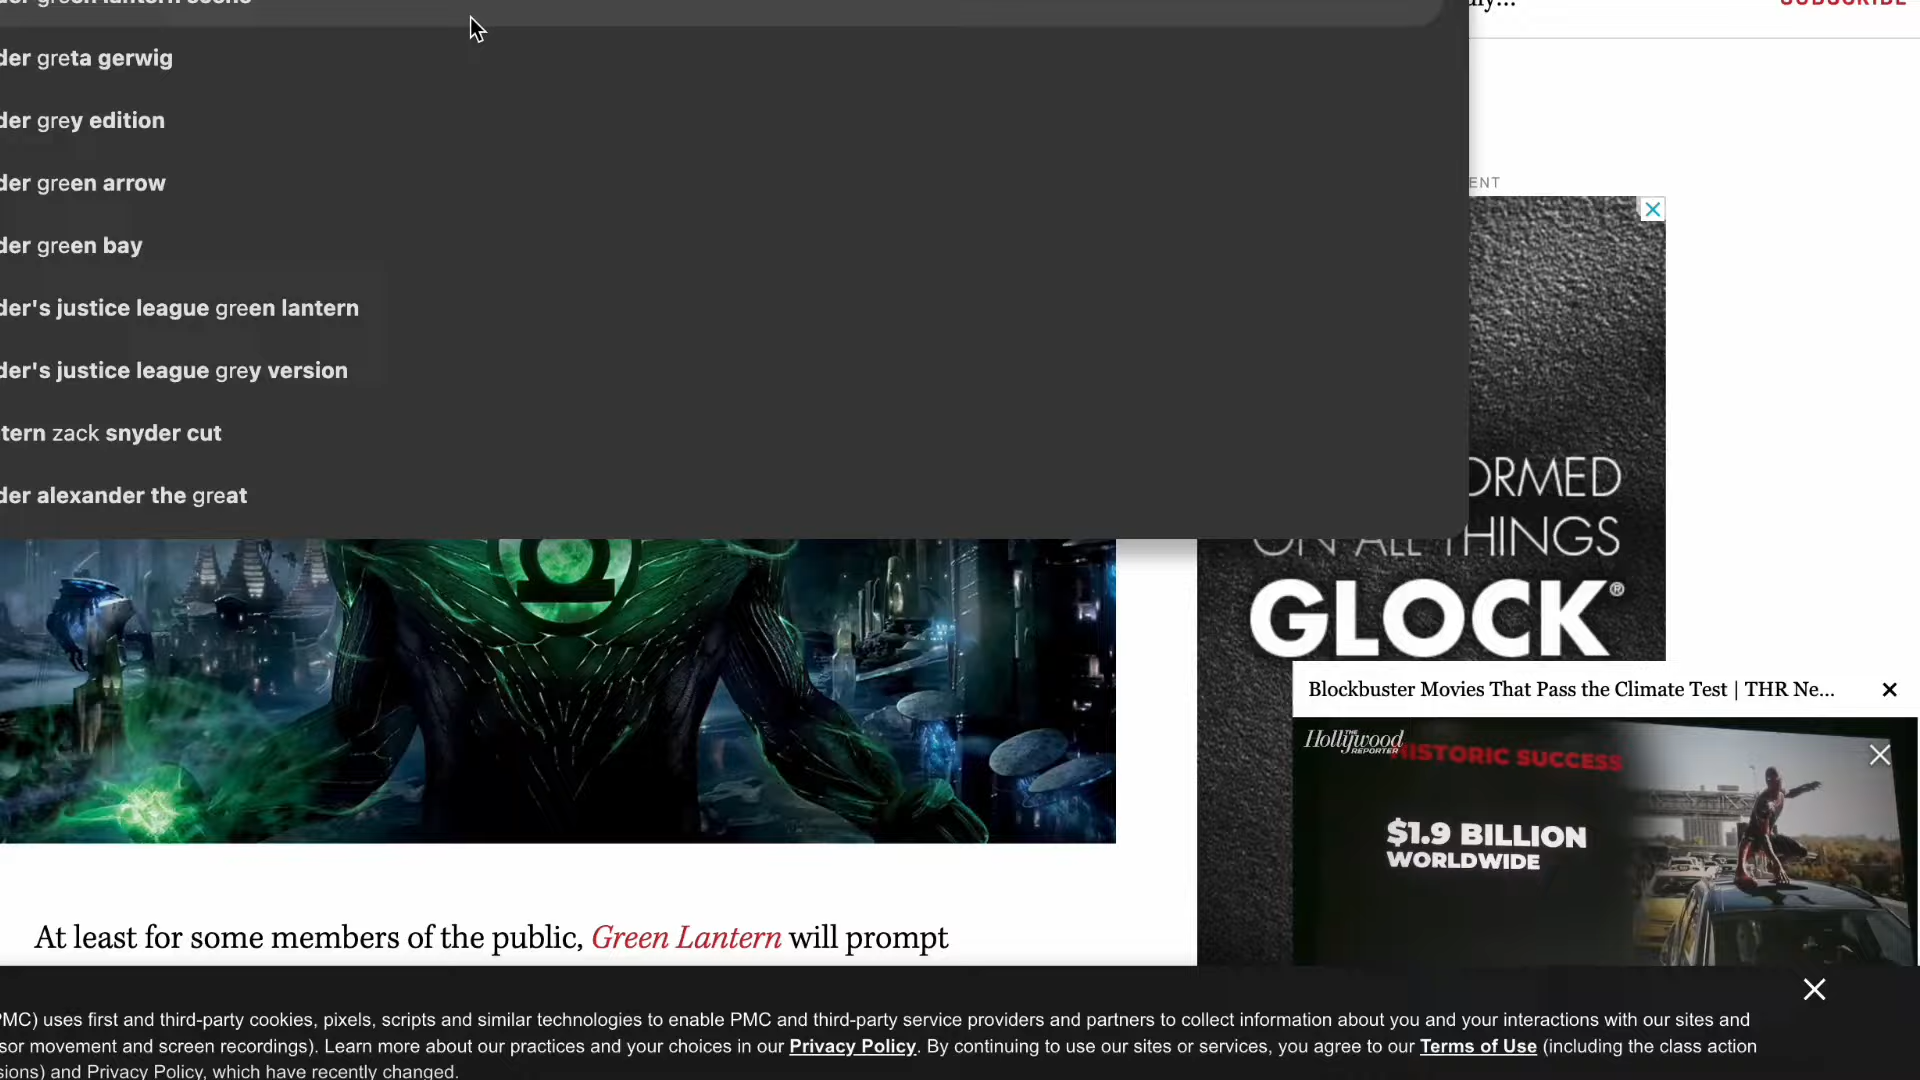 der green lantern scene
SUBSCRIBE
der greta gerwig
der grey edition
der green arrow
ENT
der green bay
der's justice league green lantern
der's justice league grey version
tern zack snyder cut
der alexander the great
ORMED
ON ALL THINGS
GLOCK®
Blockbuster Movies That Pass the Climate Test | THR Ne...
THE
Hollywood
REPORTER
HISTORIC SUCCESS
$1.9 BILLION
WORLDWIDE
At least for some members of the public, Green Lantern will prompt
PMC) uses first and third-party cookies, pixels, scripts and similar technologies to enable PMC and third-party service providers and partners to collect information about you and your interactions with our sites and
sor movement and screen recordings). Learn more about our practices and your choices in our Privacy Policy. By continuing to use our sites or services, you agree to our Terms of Use (including the class action
sions) and Privacy Policy, which have recently changed.